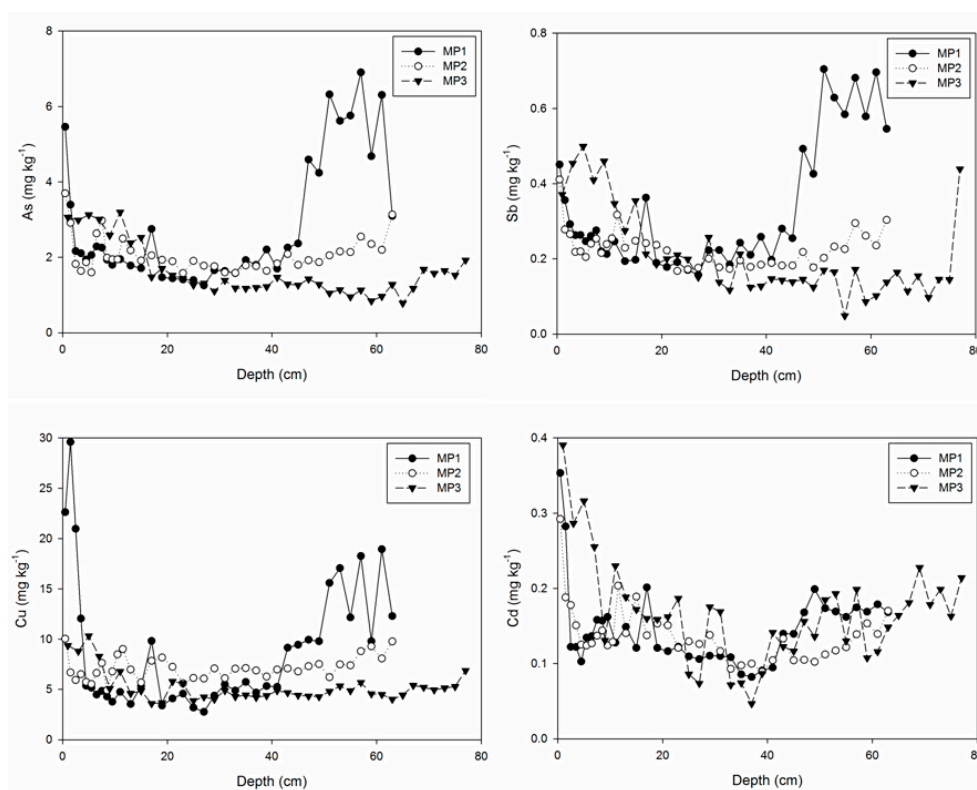 8
6
4
2
0
As (mg kg⁻¹)
MP1
MP2
MP3
0 20 40 60 80
Depth (cm)
0.8
0.6
0.4
0.2
0.0
Sb (mg kg⁻¹)
MP1
MP2
MP3
0 20 40 60 80
Depth (cm)
30
25
20
15
10
5
0
Cu (mg kg⁻¹)
MP1
MP2
MP3
0 20 40 60 80
Depth (cm)
0.4
0.3
0.2
0.1
0.0
Cd (mg kg⁻¹)
MP1
MP2
MP3
0 20 40 60 80
Depth (cm)